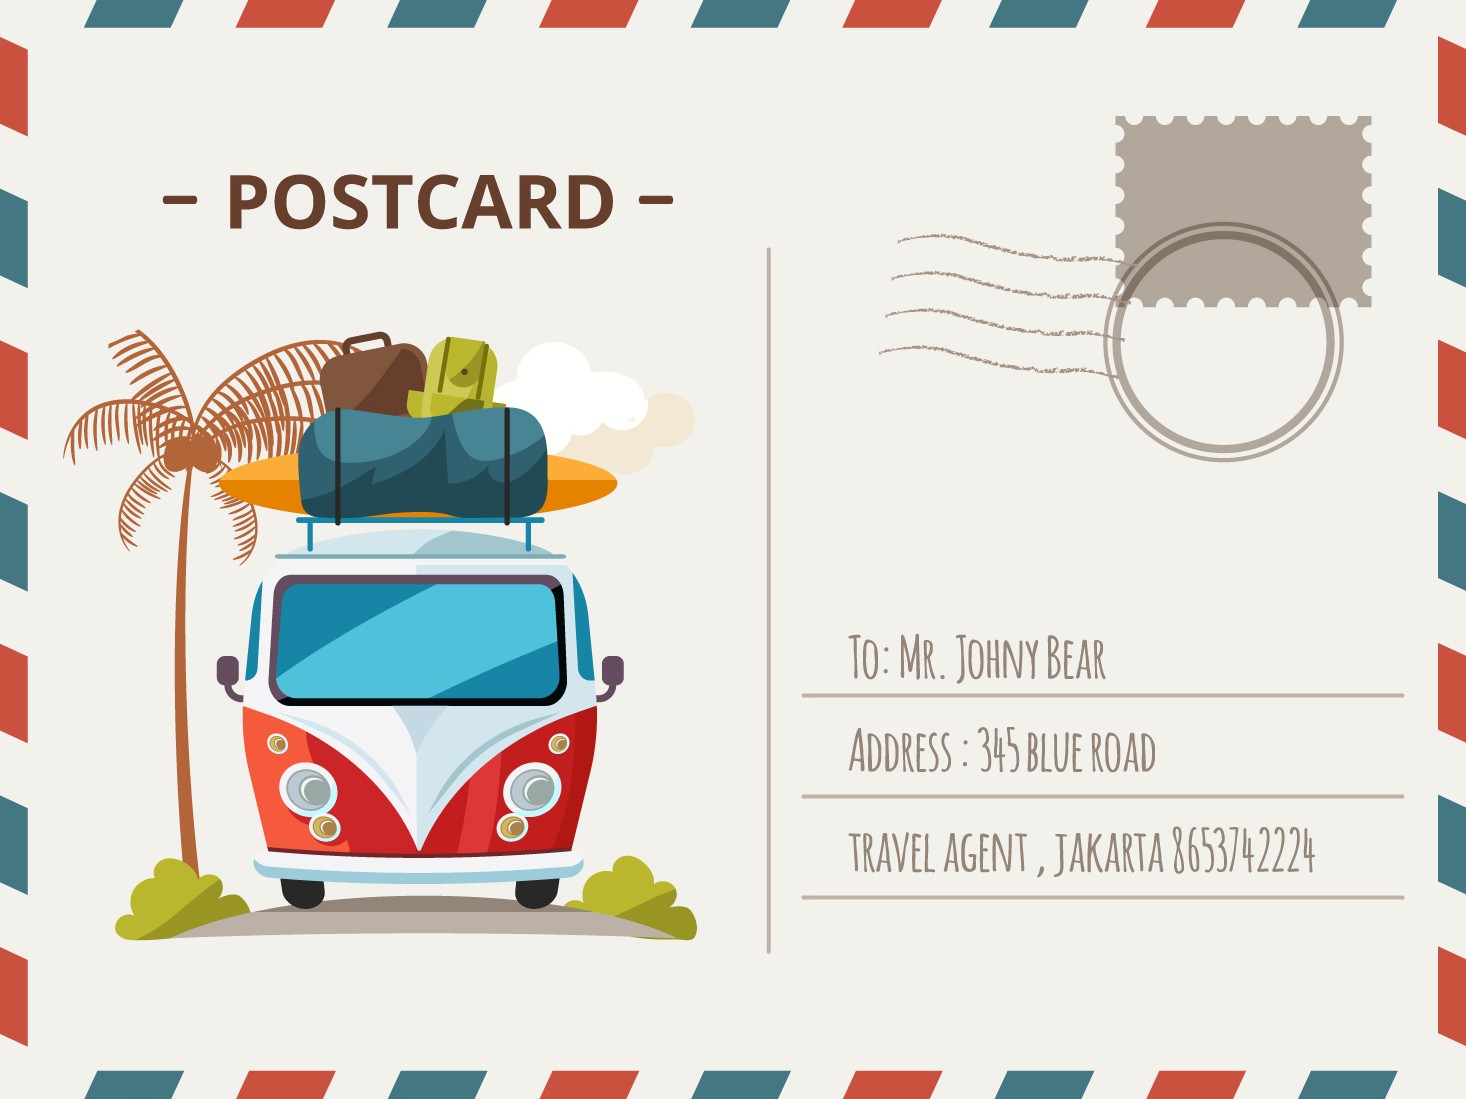 – POSTCARD –
To: Mr. Johny Bear
Address : 345 blue road
travel agent , jakarta 8653742224